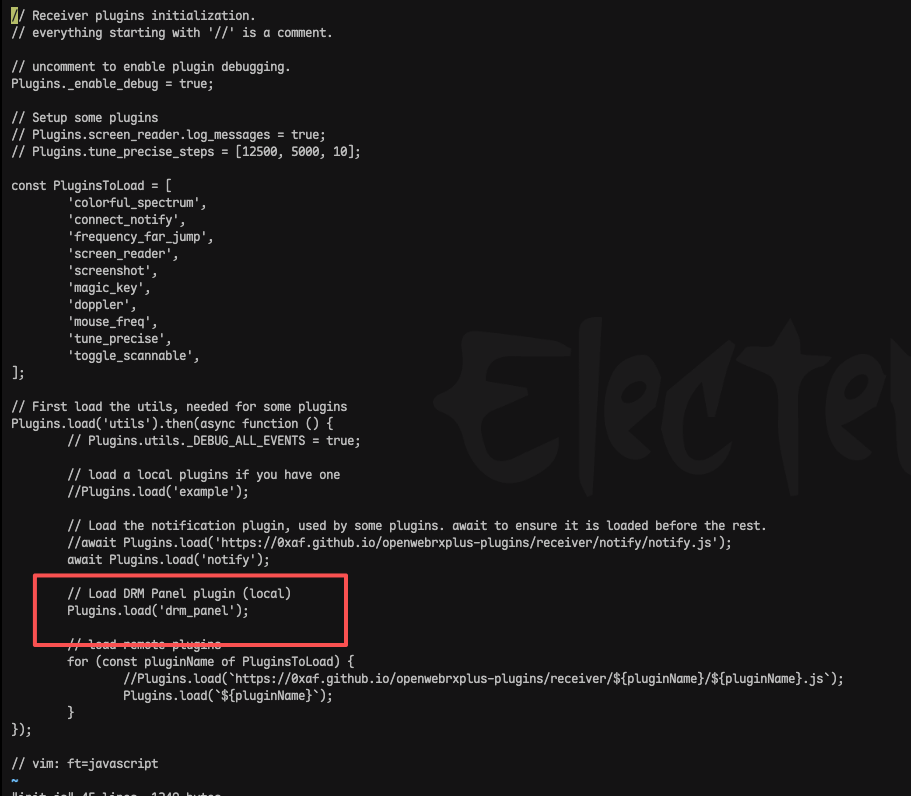 // Receiver plugins initialization.
// everything starting with '//' is a comment.
// uncomment to enable plugin debugging.
Plugins._enable_debug = true;
// Setup some plugins
// Plugins.screen_reader.log_messages = true;
// Plugins.tune_precise_steps = [12500, 5000, 10];
const PluginsToLoad = [
'colorful_spectrum',
'connect_notify',
'frequency_far_jump',
'screen_reader',
'screenshot',
'magic_key',
'doppler',
'mouse_freq',
'tune_precise',
'toggle_scannable',
];
// First load the utils, needed for some plugins
Plugins.load('utils').then(async function () {
// Plugins.utils._DEBUG_ALL_EVENTS = true;
// load a local plugins if you have one
//Plugins.load('example');
// Load the notification plugin, used by some plugins. await to ensure it is loaded before the rest.
//await Plugins.load('https://0xaf.github.io/openwebrxplus-plugins/receiver/notify/notify.js');
await Plugins.load('notify');
// Load DRM Panel plugin (local)
Plugins.load('drm_panel');
// load remote plugins
for (const pluginName of PluginsToLoad) {
//Plugins.load(`https://0xaf.github.io/openwebrxplus-plugins/receiver/${pluginName}/${pluginName}.js`);
Plugins.load(`${pluginName}`);
}
});
// vim: ft=javascript
~
"init.js" 45 lines, 1240 bytes
Electe